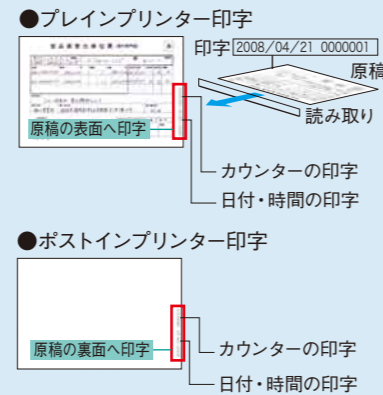 ●プレインプリンター印字
印字 2008/04/21 0000001
原稿
読み取り
原稿の表面へ印字
カウンターの印字
日付・時間の印字
●ポストインプリンター印字
原稿の裏面へ印字
カウンターの印字
日付・時間の印字